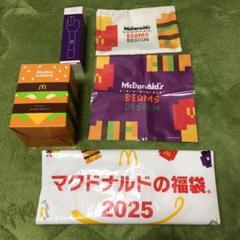 McDonald's
BEAMS
DESIGN
McDonald's
BEAMS
DESIGN
マクドナルドの福袋
2025